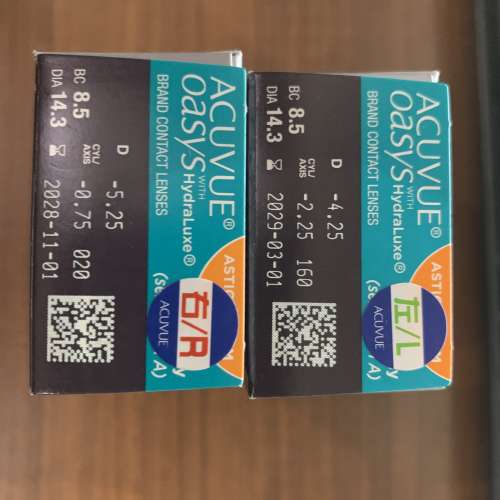 ACUVUE®
oasys WITH HydraLuxe®
BRAND CONTACT LENSES
ASTIG
M
右/R
ACUVUE
BC 8.5
DIA 14.3
D -5.25
CYL/AXIS -0.75 020
2028-11-01
ACUVUE®
oasys WITH HydraLuxe®
BRAND CONTACT LENSES
ASTIG
M
左/L
ACUVUE
A)
BC 8.5
DIA 14.3
D -4.25
CYL/AXIS -2.25 160
2029-03-01